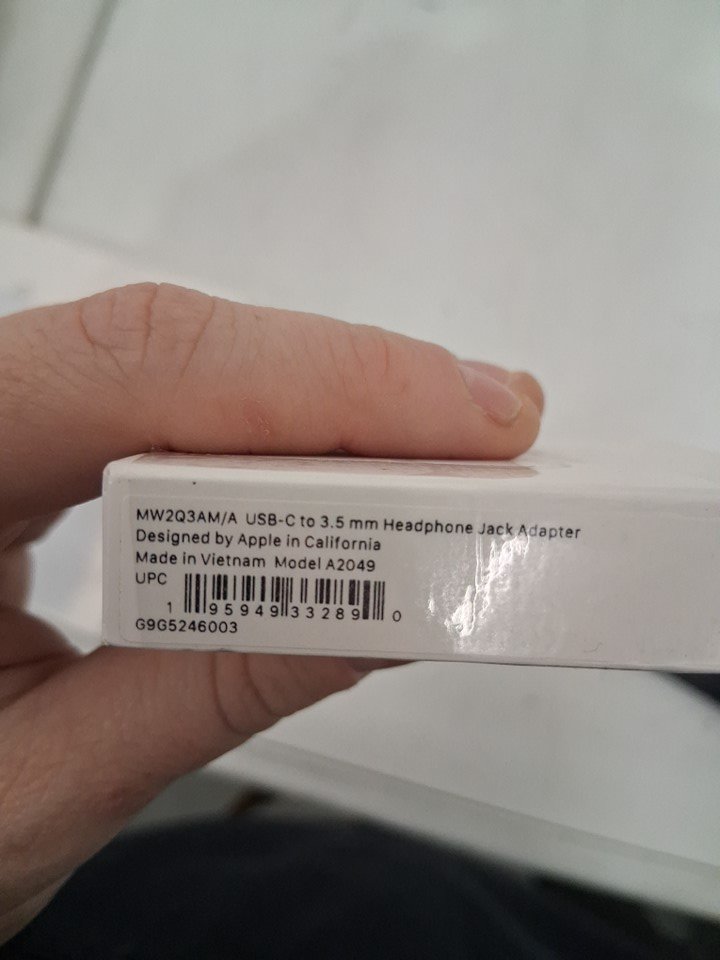 MW2Q3AM/A USB-C to 3.5 mm Headphone Jack Adapter
Designed by Apple in California
Made in Vietnam Model A2049
UPC
1 95949 33289 0
G9G5246003